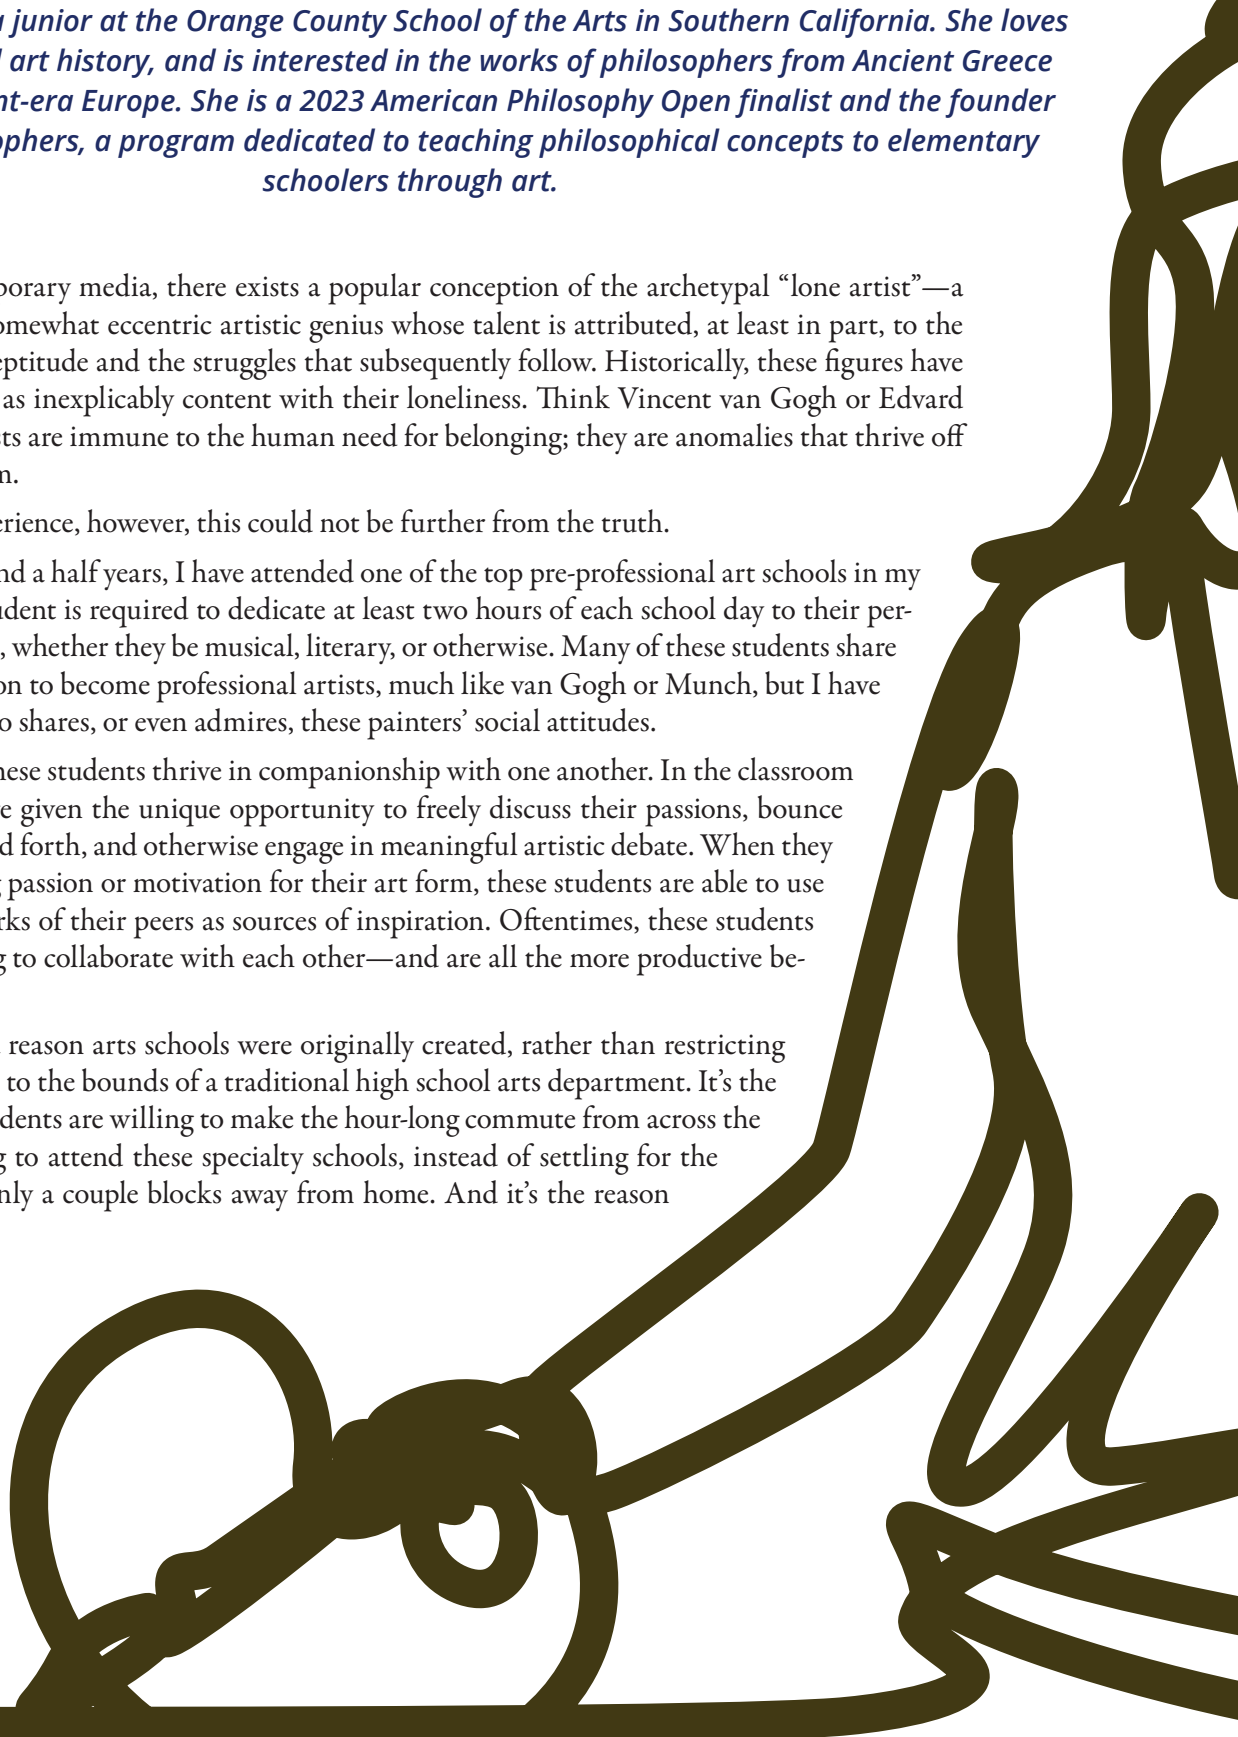 junior at the Orange County School of the Arts in Southern California. She loves
art history, and is interested in the works of philosophers from Ancient Greece
nt-era Europe. She is a 2023 American Philosophy Open finalist and the founder
ophers, a program dedicated to teaching philosophical concepts to elementary
schoolers through art.
porary media, there exists a popular conception of the archetypal “lone artist”—a
omewhat eccentric artistic genius whose talent is attributed, at least in part, to the
eptitude and the struggles that subsequently follow. Historically, these figures have
as inexplicably content with their loneliness. Think Vincent van Gogh or Edvard
sts are immune to the human need for belonging; they are anomalies that thrive off
m.
erience, however, this could not be further from the truth.
nd a half years, I have attended one of the top pre-professional art schools in my
udent is required to dedicate at least two hours of each school day to their per-
, whether they be musical, literary, or otherwise. Many of these students share
on to become professional artists, much like van Gogh or Munch, but I have
o shares, or even admires, these painters’ social attitudes.
hese students thrive in companionship with one another. In the classroom
e given the unique opportunity to freely discuss their passions, bounce
d forth, and otherwise engage in meaningful artistic debate. When they
g passion or motivation for their art form, these students are able to use
rks of their peers as sources of inspiration. Oftentimes, these students
g to collaborate with each other—and are all the more productive be-
reason arts schools were originally created, rather than restricting
to the bounds of a traditional high school arts department. It’s the
dents are willing to make the hour-long commute from across the
g to attend these specialty schools, instead of settling for the
nly a couple blocks away from home. And it’s the reason